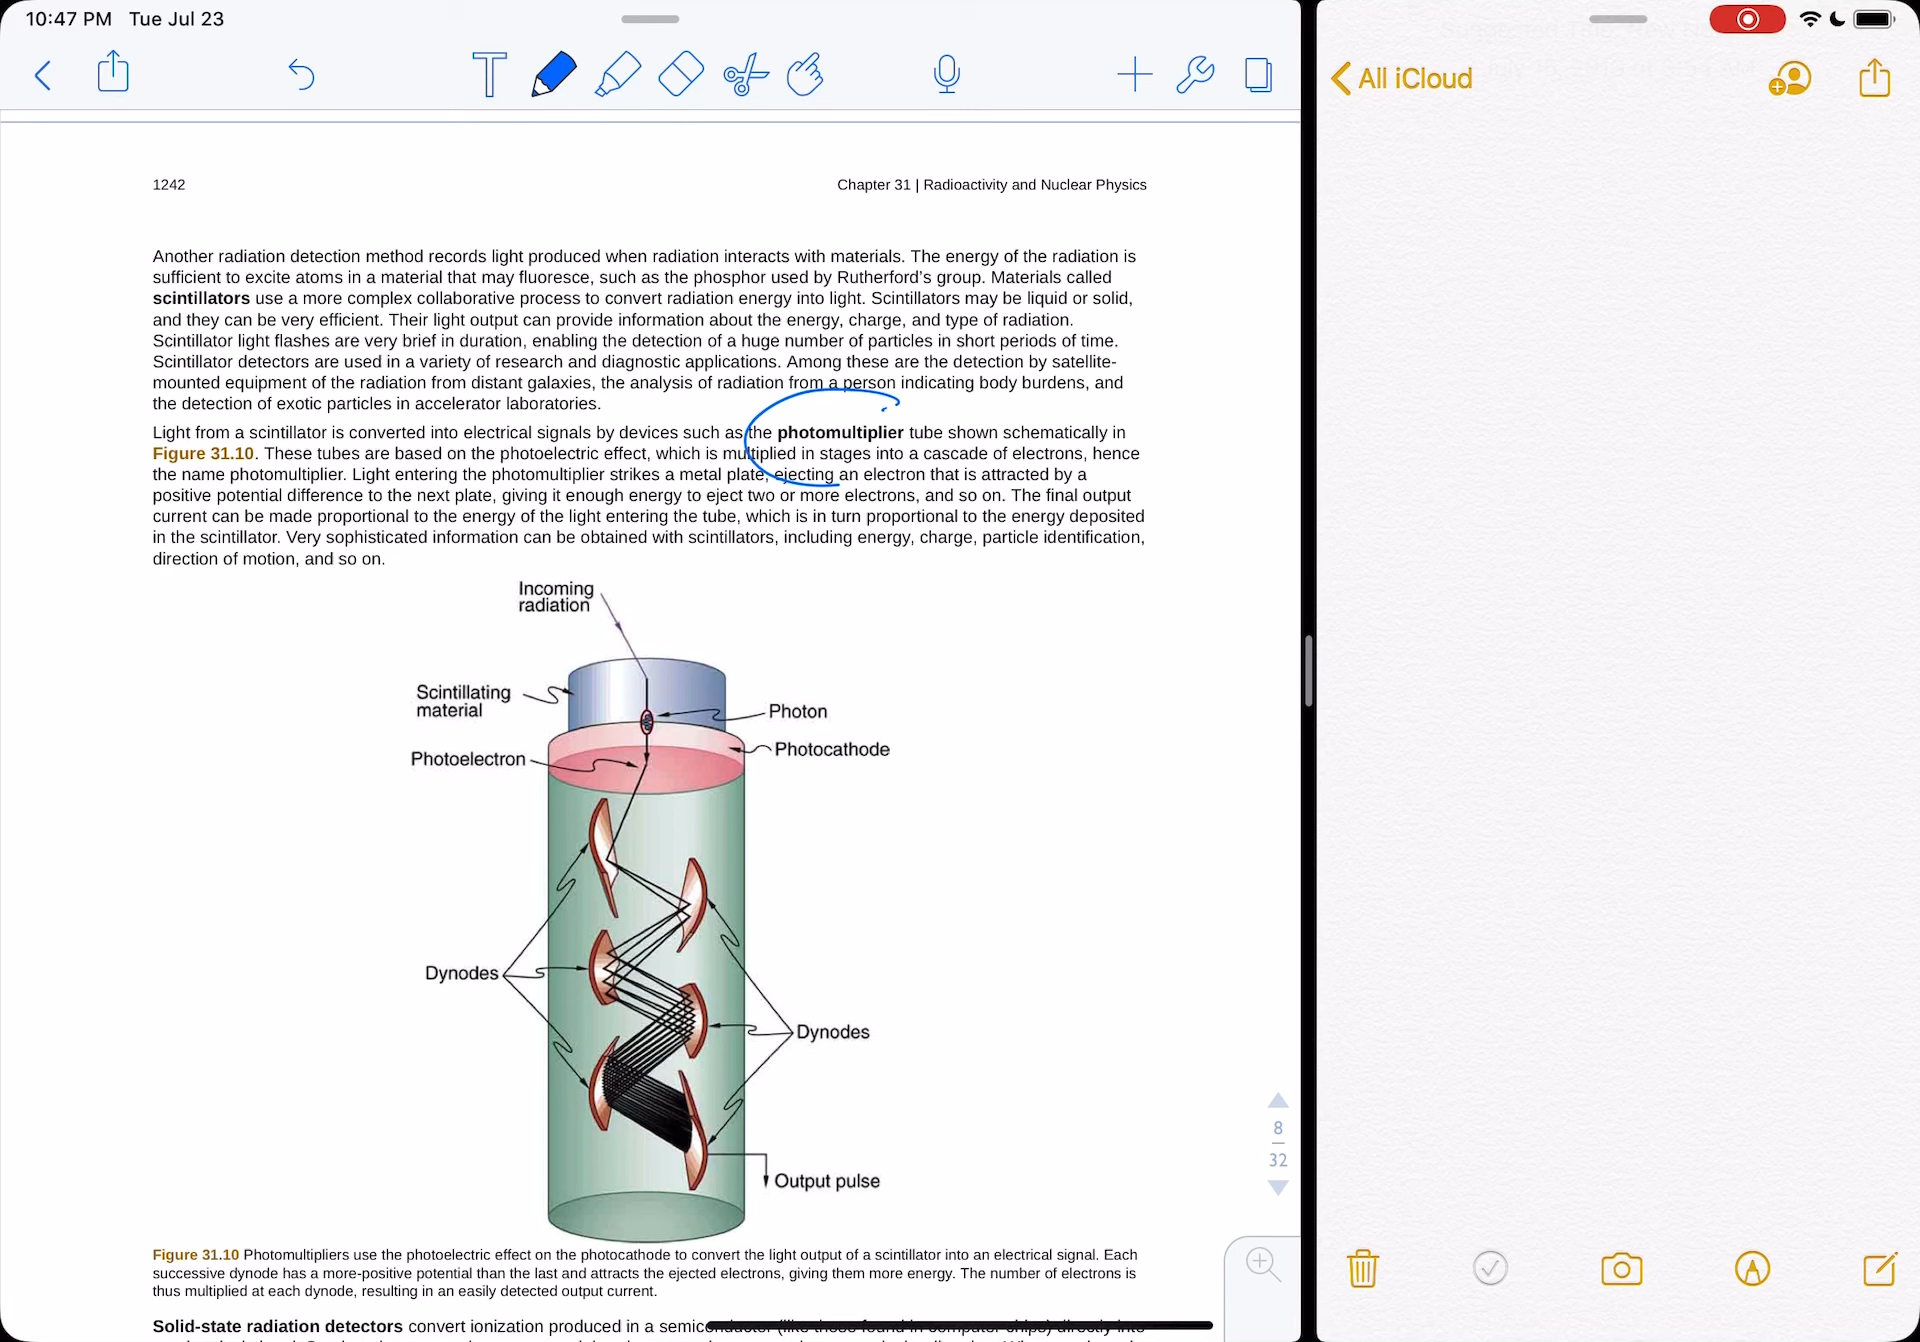 10:47 PM Tue Jul 23
All iCloud
1242
Chapter 31 | Radioactivity and Nuclear Physics
Another radiation detection method records light produced when radiation interacts with materials. The energy of the radiation is
sufficient to excite atoms in a material that may fluoresce, such as the phosphor used by Rutherford's group. Materials called
scintillators use a more complex collaborative process to convert radiation energy into light. Scintillators may be liquid or solid,
and they can be very efficient. Their light output can provide information about the energy, charge, and type of radiation.
Scintillator light flashes are very brief in duration, enabling the detection of a huge number of particles in short periods of time.
Scintillator detectors are used in a variety of research and diagnostic applications. Among these are the detection by satellite-
mounted equipment of the radiation from distant galaxies, the analysis of radiation from a person indicating body burdens, and
the detection of exotic particles in accelerator laboratories.
Light from a scintillator is converted into electrical signals by devices such as the photomultiplier tube shown schematically in
Figure 31.10. These tubes are based on the photoelectric effect, which is multiplied in stages into a cascade of electrons, hence
the name photomultiplier. Light entering the photomultiplier strikes a metal plate, ejecting an electron that is attracted by a
positive potential difference to the next plate, giving it enough energy to eject two or more electrons, and so on. The final output
current can be made proportional to the energy of the light entering the tube, which is in turn proportional to the energy deposited
in the scintillator. Very sophisticated information can be obtained with scintillators, including energy, charge, particle identification,
direction of motion, and so on.
Incoming
radiation
Scintillating
material
Photon
Photocathode
Photoelectron
Dynodes
Dynodes
8
32
Output pulse
Figure 31.10 Photomultipliers use the photoelectric effect on the photocathode to convert the light output of a scintillator into an electrical signal. Each
successive dynode has a more-positive potential than the last and attracts the ejected electrons, giving them more energy. The number of electrons is
thus multiplied at each dynode, resulting in an easily detected output current.
Solid-state radiation detectors convert ionization produced in a semiconductor (like those found in computer chips) directly into